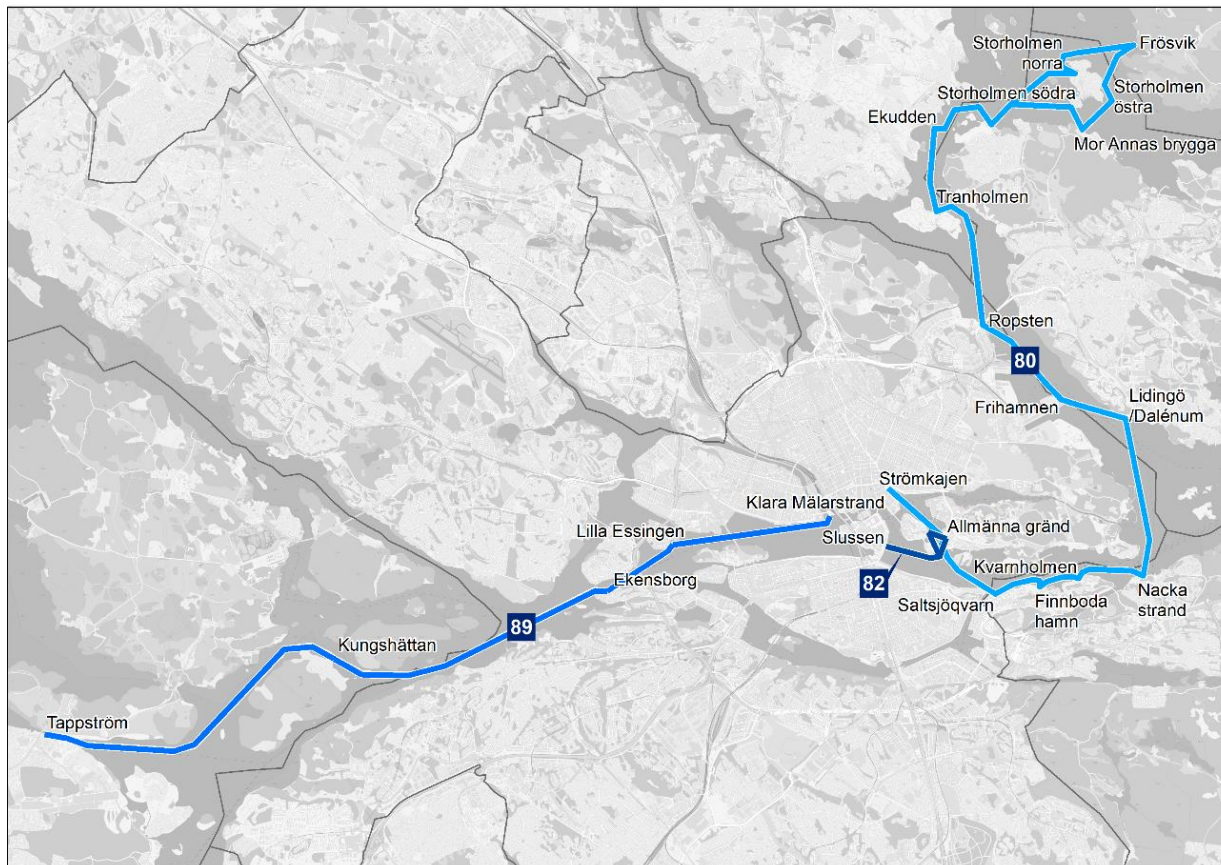 Storholmen
norra
Frösvik
Storholmen södra
Storholmen
östra
Ekudden
Mor Annas brygga
Tranholmen
Ropsten
80
Frihamnen
Lidingö
/Dalénum
Strömkajen
Klara Mälarstrand
Allmänna gränd
Lilla Essingen
Slussen
Kvarnholmen
82
Ekensborg
Saltsjöqvarn
Finnboda
hamn
Nacka
strand
89
Kungshättan
Tappström